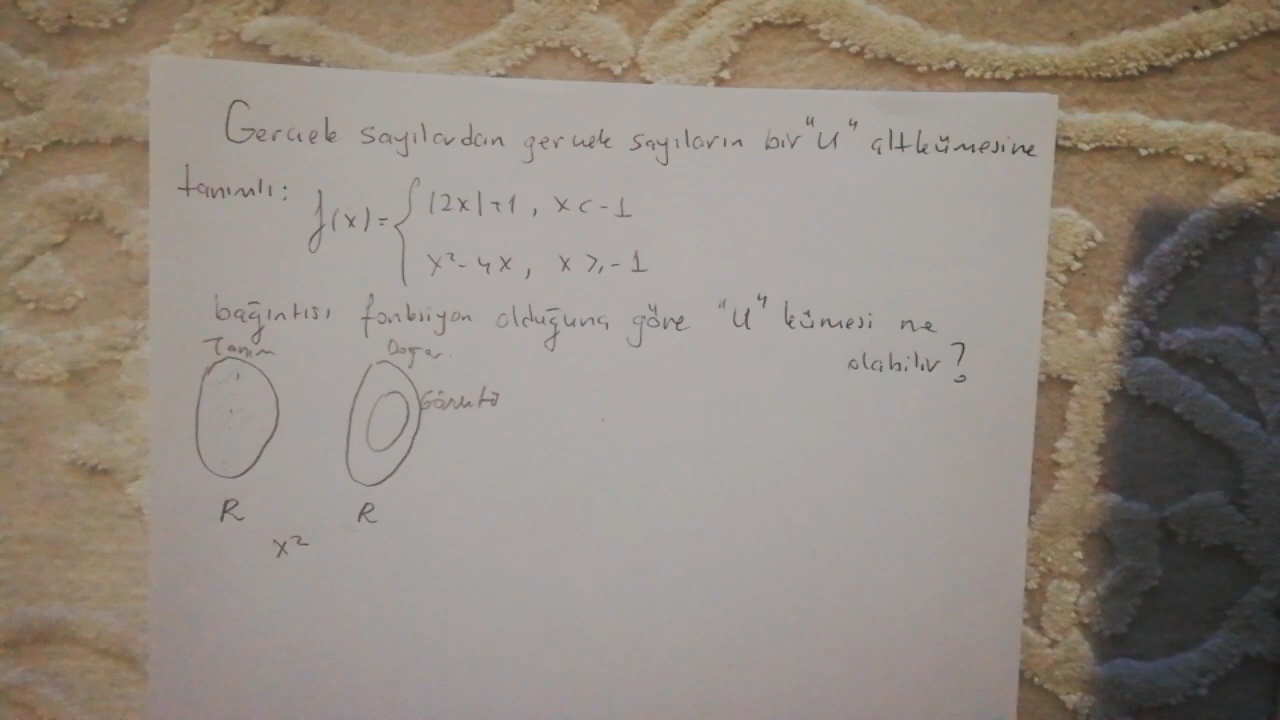 Gerçek sayılardan gerçek sayıların bir "U" altkümesine
tanımlı:
f(x) = { |2x|+1, x < -1
x² - 4x, x ≥ -1
bağıntısı fonksiyon olduğuna göre "U" kümesi ne
olabilir?
Tanım Değer
Görüntü
R R
x²